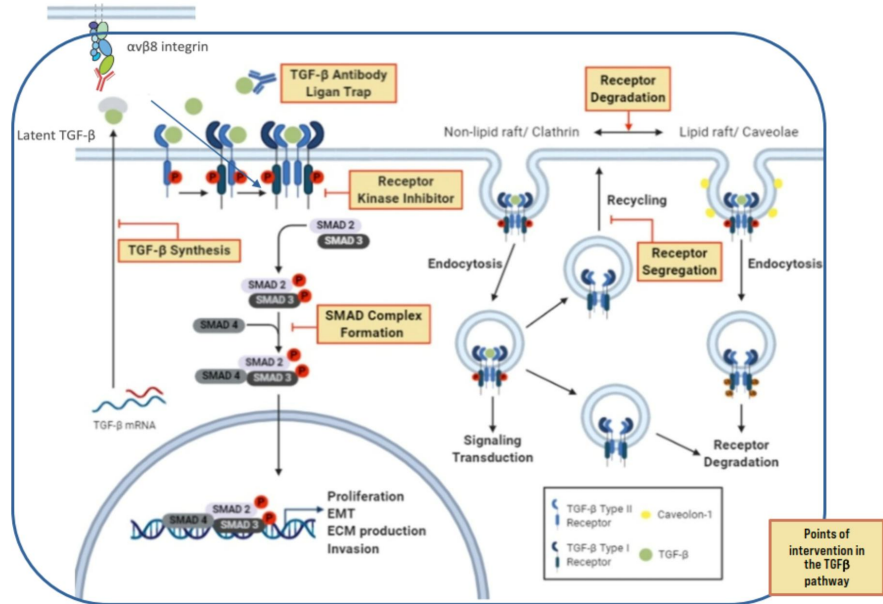 αvβ8 integrin
TGF-β Antibody
Ligan Trap
Receptor
Degradation
Latent TGF-β
Non-lipid raft/ Clathrin
Lipid raft/ Caveolae
P
P
P
P
P
Receptor
Kinase Inhibitor
Recycling
TGF-β Synthesis
SMAD 2
SMAD 3
Endocytosis
Receptor
Segregation
Endocytosis
SMAD 2
P
SMAD 3
P
SMAD 4
SMAD Complex
Formation
SMAD 2
P
SMAD 4
SMAD 3
P
TGF-β mRNA
Signaling
Transduction
Receptor
Degradation
SMAD 2
P
SMAD 4
SMAD 3
P
Proliferation
EMT
ECM production
Invasion
TGF-β Type II
Receptor
Caveolon-1
TGF-β Type I
Receptor
TGF-β
Points of
intervention in
the TGFβ
pathway